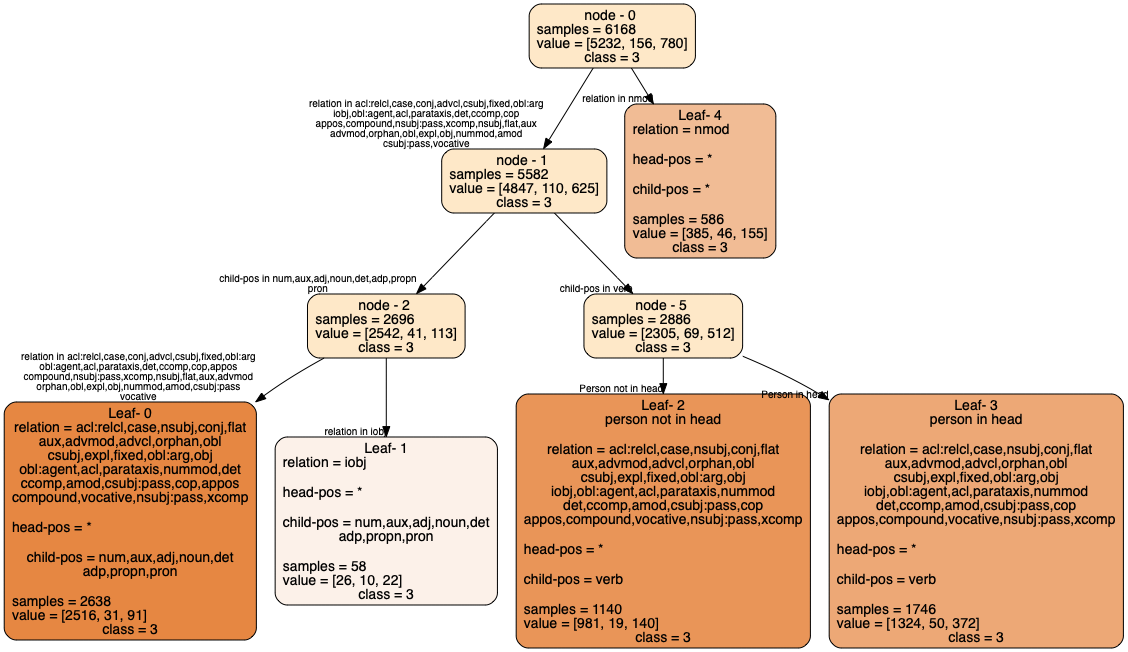 node - 0
samples = 6168
value = [5232, 156, 780]
class = 3
relation in acl:relcl,case,conj,advcl,csubj,fixed,obl:arg
iobj,obl:agent,acl,parataxis,det,ccomp,cop
appos,compound,nsubj:pass,xcomp,nsubj,flat,aux
advmod,orphan,obl,expl,obj,nummod,amod
csubj:pass,vocative
relation in nmod
Leaf- 4
relation = nmod
head-pos = *
child-pos = *
samples = 586
value = [385, 46, 155]
class = 3
node - 1
samples = 5582
value = [4847, 110, 625]
class = 3
child-pos in num,aux,adj,noun,det,adp,propn
pron
child-pos in verb
node - 2
samples = 2696
value = [2542, 41, 113]
class = 3
node - 5
samples = 2886
value = [2305, 69, 512]
class = 3
relation in acl:relcl,case,conj,advcl,csubj,fixed,obl:arg
obl:agent,acl,parataxis,det,ccomp,cop,appos
compound,nsubj:pass,xcomp,nsubj,flat,aux,advmod
orphan,obl,expl,obj,nummod,amod,csubj:pass
vocative
relation in iobj
Person not in head
Person in head
Leaf- 0
relation = acl:relcl,case,nsubj,conj,flat
aux,advmod,advcl,orphan,obl
csubj,expl,fixed,obl:arg,obj
obl:agent,acl,parataxis,nummod,det
ccomp,amod,csubj:pass,cop,appos
compound,vocative,nsubj:pass,xcomp
head-pos = *
child-pos = num,aux,adj,noun,det
adp,propn,pron
samples = 2638
value = [2516, 31, 91]
class = 3
Leaf- 1
relation = iobj
head-pos = *
child-pos = num,aux,adj,noun,det
adp,propn,pron
samples = 58
value = [26, 10, 22]
class = 3
Leaf- 2
person not in head
relation = acl:relcl,case,nsubj,conj,flat
aux,advmod,advcl,orphan,obl
csubj,expl,fixed,obl:arg,obj
iobj,obl:agent,acl,parataxis,nummod
det,ccomp,amod,csubj:pass,cop
appos,compound,vocative,nsubj:pass,xcomp
head-pos = *
child-pos = verb
samples = 1140
value = [981, 19, 140]
class = 3
Leaf- 3
person in head
relation = acl:relcl,case,nsubj,conj,flat
aux,advmod,advcl,orphan,obl
csubj,expl,fixed,obl:arg,obj
iobj,obl:agent,acl,parataxis,nummod
det,ccomp,amod,csubj:pass,cop
appos,compound,vocative,nsubj:pass,xcomp
head-pos = *
child-pos = verb
samples = 1746
value = [1324, 50, 372]
class = 3